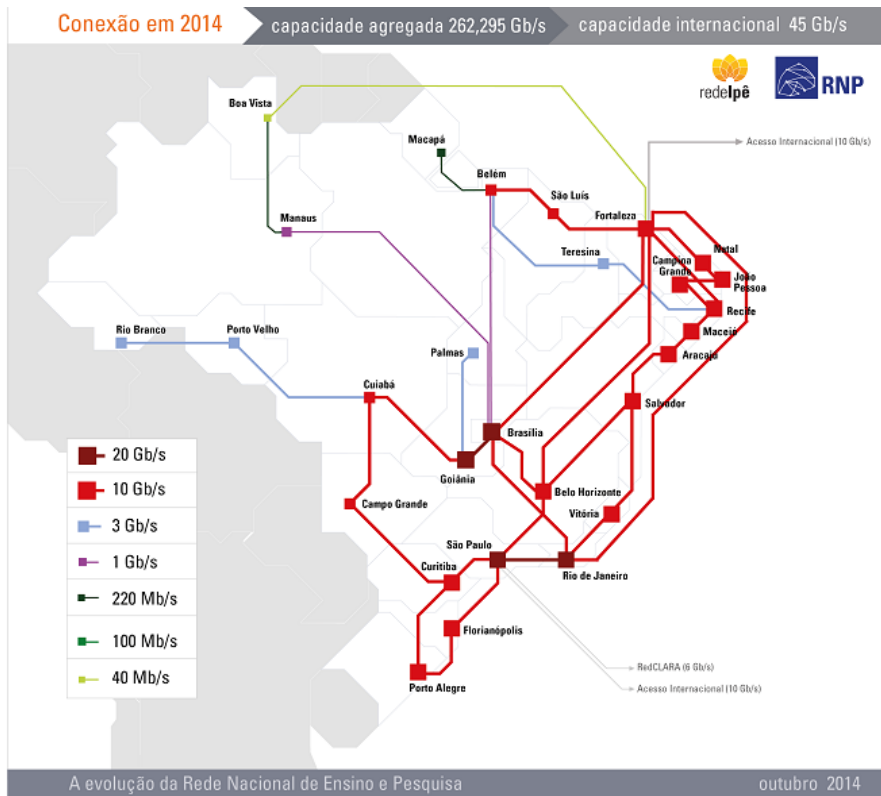 Conexão em 2014
capacidade agregada 262,295 Gb/s
capacidade internacional 45 Gb/s
redeIpê
RNP
Boa Vista
Macapá
Acesso Internacional (10 Gb/s)
Belém
São Luís
Fortaleza
Manaus
Teresina
Natal
Campina
Grande
João
Pessoa
Recife
Rio Branco
Porto Velho
Maceió
Palmas
Aracajú
Cuiabá
Salvador
Brasília
20 Gb/s
Goiânia
10 Gb/s
Belo Horizonte
Campo Grande
Vitória
3 Gb/s
São Paulo
1 Gb/s
Curitiba
Rio de Janeiro
220 Mb/s
Florianópolis
100 Mb/s
RedCLARA (6 Gb/s)
40 Mb/s
Porto Alegre
Acesso Internacional (10 Gb/s)
A evolução da Rede Nacional de Ensino e Pesquisa
outubro 2014